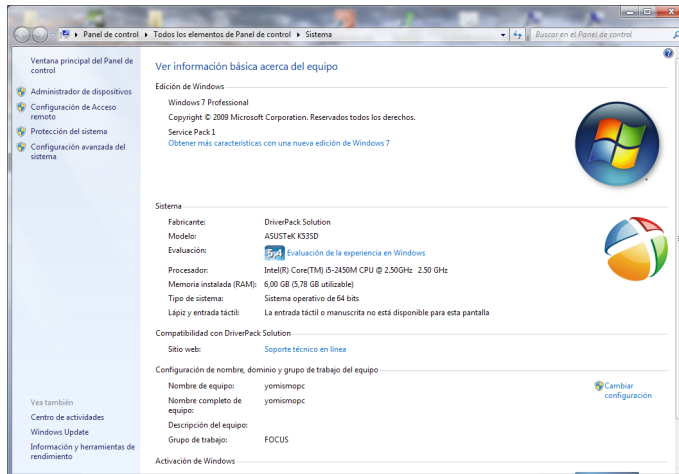 Panel de control ▸ Todos los elementos de Panel de control ▸ Sistema
Buscar en el Panel de control
Ventana principal del Panel de
control
Administrador de dispositivos
Configuración de Acceso
remoto
Protección del sistema
Configuración avanzada del
sistema
Ver información básica acerca del equipo
Edición de Windows
Windows 7 Professional
Copyright © 2009 Microsoft Corporation. Reservados todos los derechos.
Service Pack 1
Obtener más características con una nueva edición de Windows 7
Sistema
Fabricante: DriverPack Solution
Modelo: ASUSTeK K53SD
Evaluación: 5,4 Evaluación de la experiencia en Windows
Procesador: Intel(R) Core(TM) i5-2450M CPU @ 2.50GHz 2.50 GHz
Memoria instalada (RAM): 6,00 GB (5,78 GB utilizable)
Tipo de sistema: Sistema operativo de 64 bits
Lápiz y entrada táctil: La entrada táctil o manuscrita no está disponible para esta pantalla
Compatibilidad con DriverPack Solution
Sitio web: Soporte técnico en línea
Configuración de nombre, dominio y grupo de trabajo del equipo
Nombre de equipo: yomismopc
Cambiar
configuración
Nombre completo de
equipo:
yomismopc
Descripción del equipo:
Grupo de trabajo: FOCUS
Activación de Windows
Vea también
Centro de actividades
Windows Update
Información y herramientas de
rendimiento